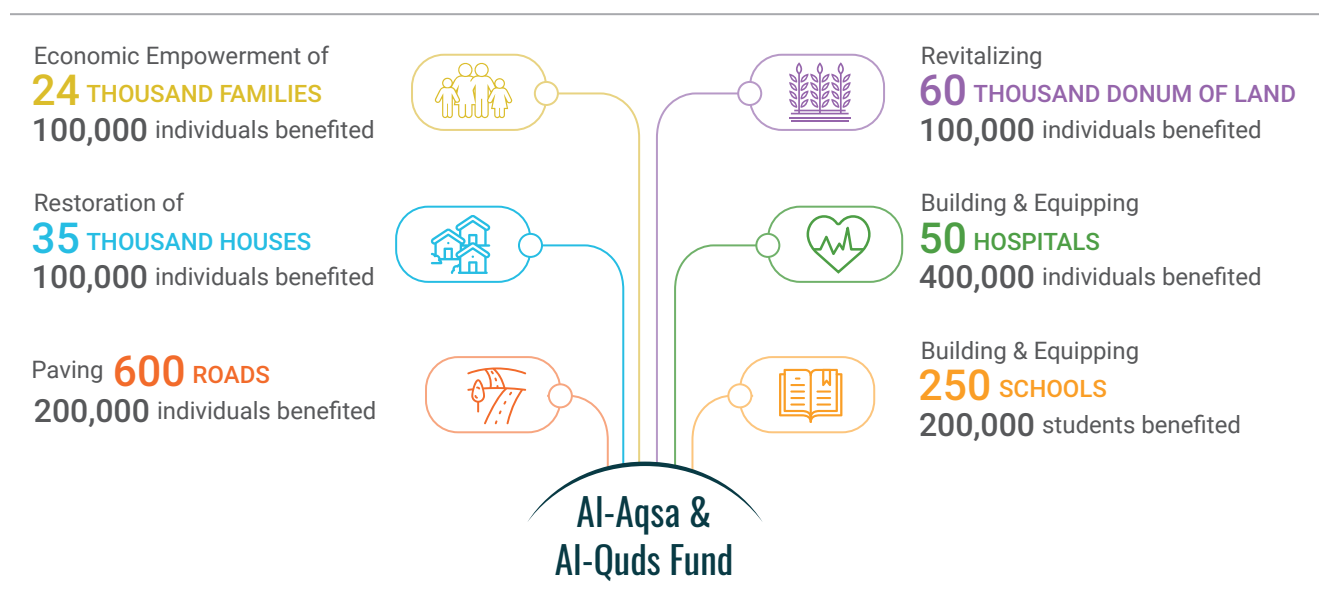 Economic Empowerment of
24 THOUSAND FAMILIES
100,000 individuals benefited
Restoration of
35 THOUSAND HOUSES
100,000 individuals benefited
Paving 600 ROADS
200,000 individuals benefited
Revitalizing
60 THOUSAND DONUM OF LAND
100,000 individuals benefited
Building & Equipping
50 HOSPITALS
400,000 individuals benefited
Building & Equipping
250 SCHOOLS
200,000 students benefited
Al-Aqsa &
Al-Quds Fund